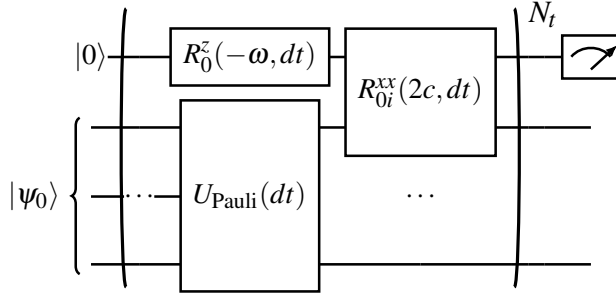 N_t
|0⟩ R_0^z(−ω, dt)
R_{0i}^{xx}(2c, dt)
|ψ_0⟩ ··· U_Pauli(dt) ···